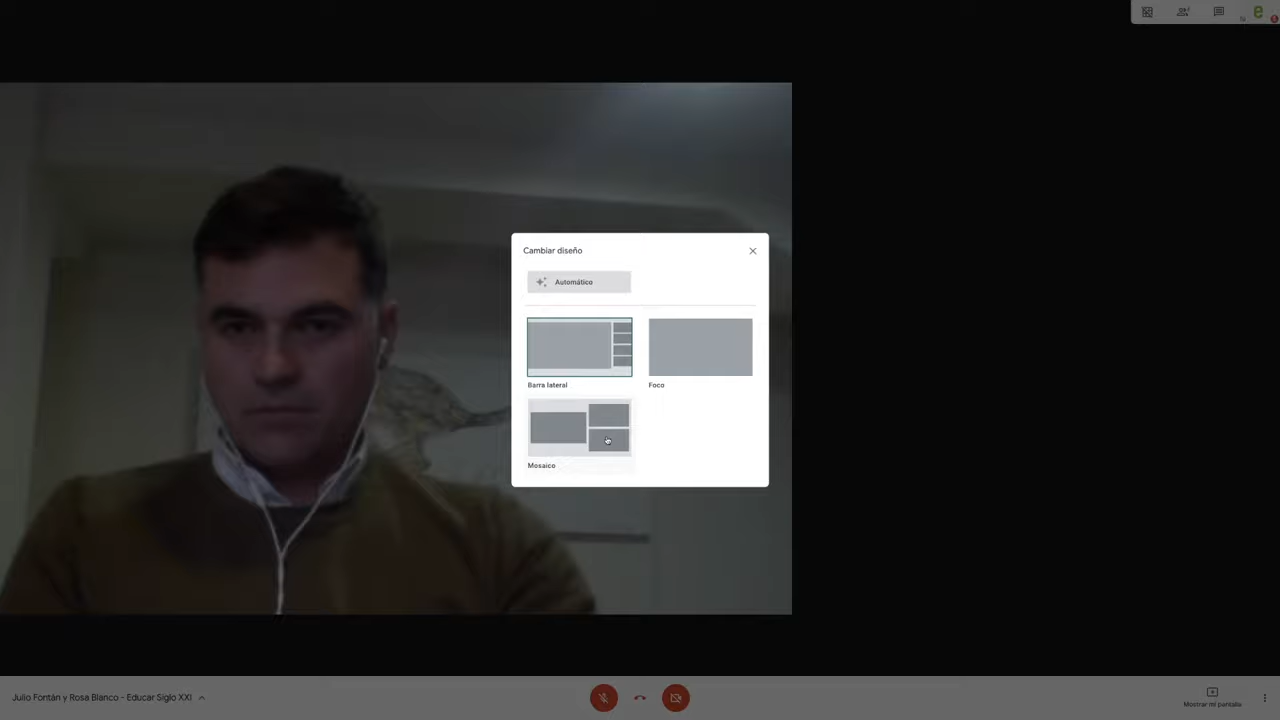 Cambiar diseño
Automático
Barra lateral
Foco
Mosaico
Julio Fontán y Rosa Blanco - Educar Siglo XXI
Mostrar mi pantalla